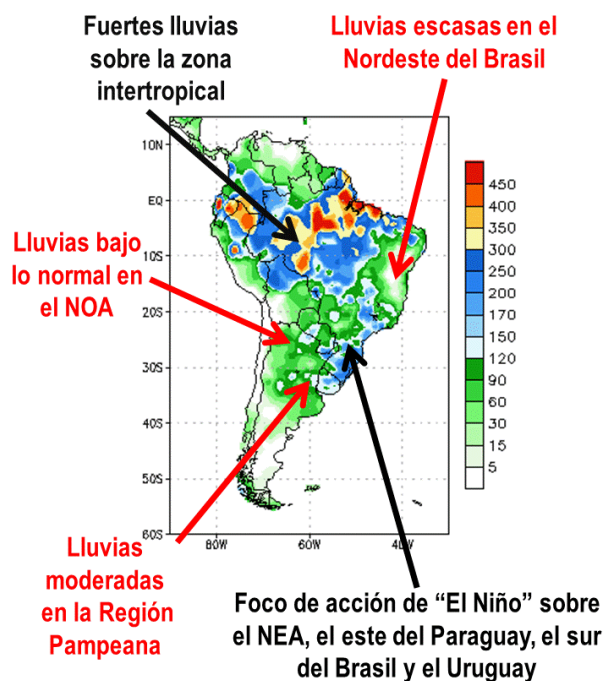 Fuertes lluvias
sobre la zona
intertropical
Lluvias escasas en el
Nordeste del Brasil
Lluvias bajo
lo normal en
el NOA
10N
EQ
10S
20S
30S
40S
50S
60S
80W
60W
40W
450
400
350
300
250
200
170
150
120
90
60
30
15
5
Lluvias
moderadas
en la Región
Pampeana
Foco de acción de “El Niño” sobre
el NEA, el este del Paraguay, el sur
del Brasil y el Uruguay